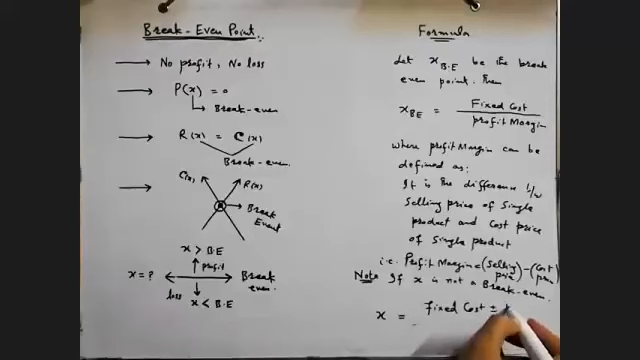 Break-Even Point
→ No profit, No loss
→ P(x) = 0
Break-even
→ R(x) = C(x)
Break-even.
→ C(x) R(x)
Break
Event
x > B.E
profit
x = ? Break
even.
loss
x < B.E
Formula
Let x B.E be the break
even point. Then
x BE = Fixed Cost
profit Margin
where profit Margin can be
defined as:
It is the difference b/w
Selling price of Single
product and Cost price
of Single product
i.e. Profit Margin = (Selling price) - (Cost price)
Note If x is not a Break-even.
x = fixed Cost ±